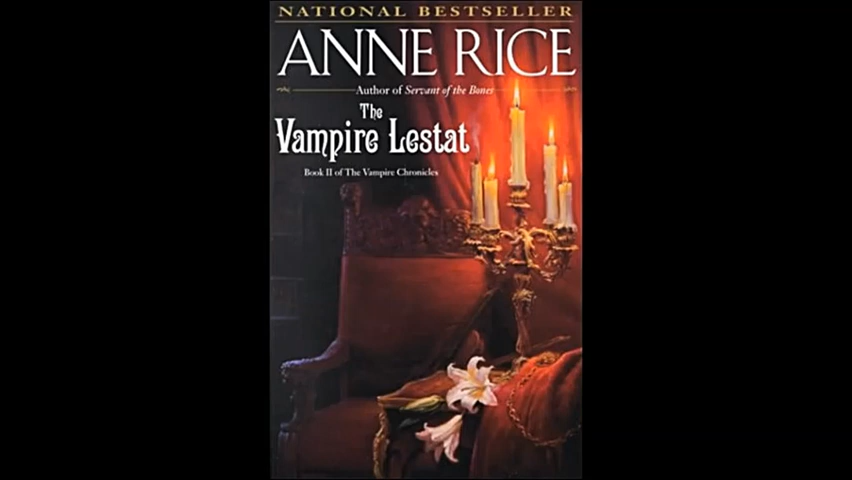 NATIONAL BESTSELLER
ANNE RICE
Author of Servant of the Bones
The
Vampire Lestat
Book II of The Vampire Chronicles